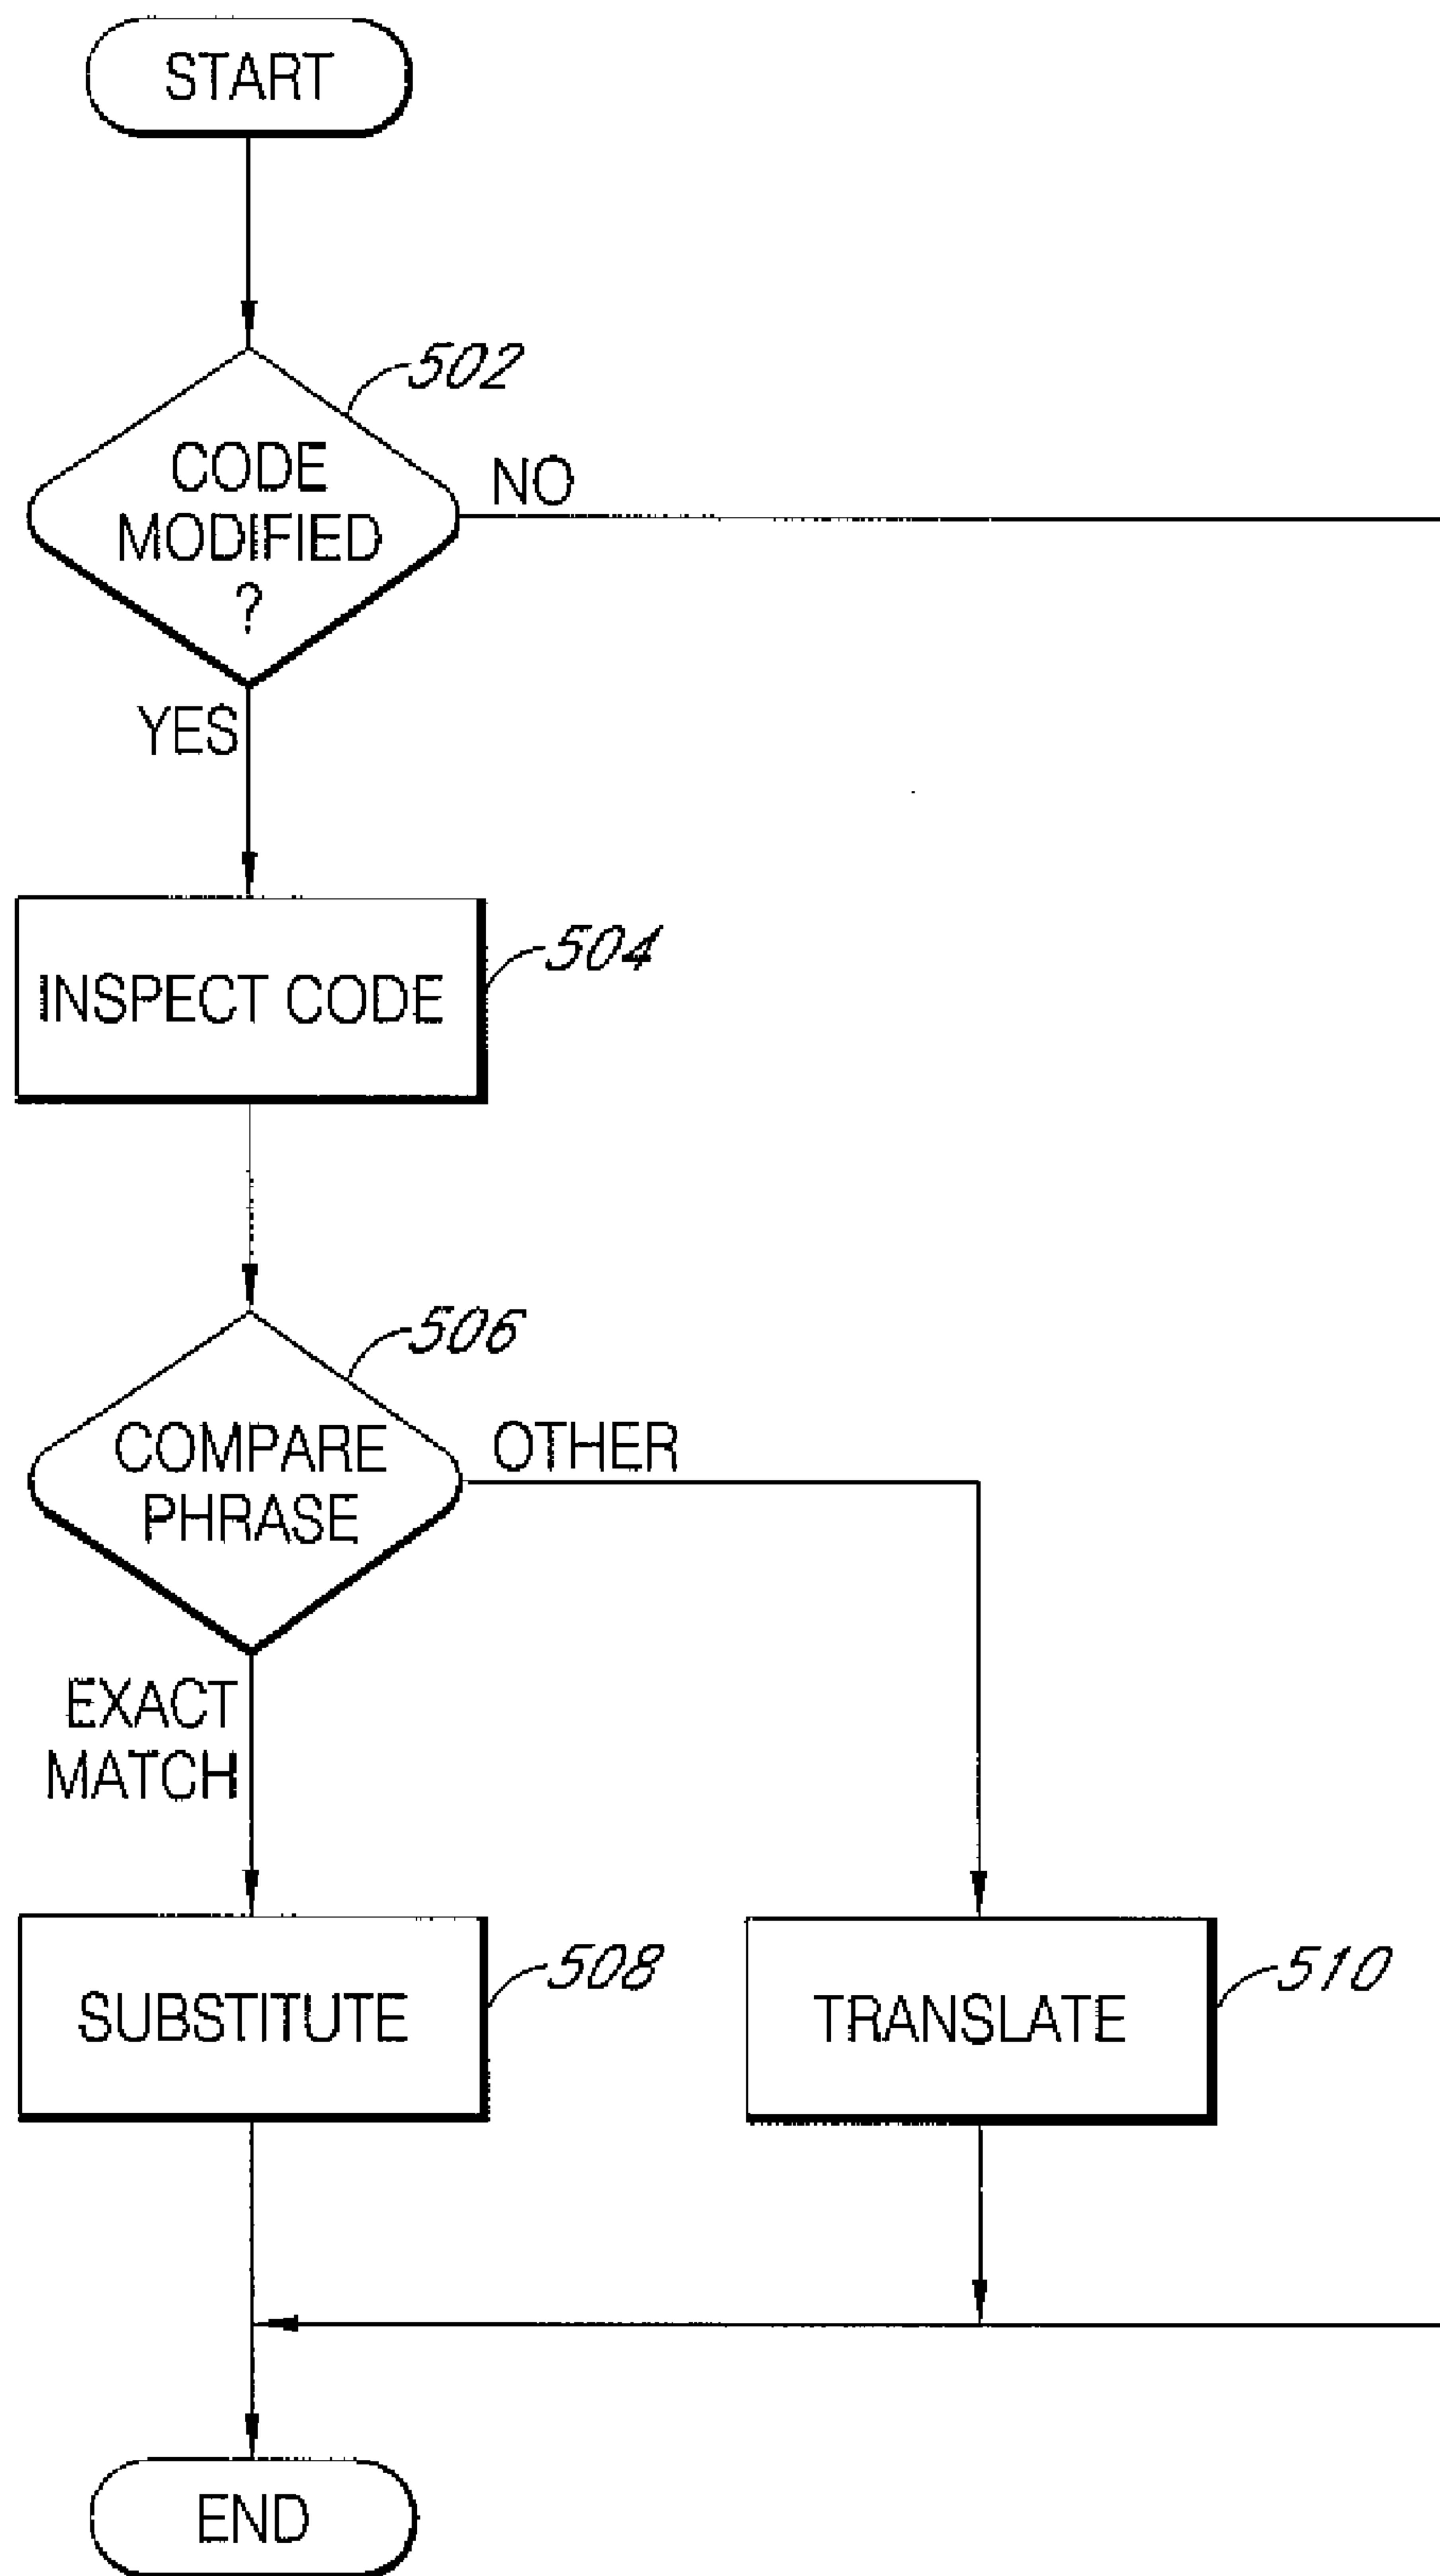 START
502
CODE
MODIFIED
?
NO
YES
504
INSPECT CODE
506
COMPARE
PHRASE
OTHER
EXACT
MATCH
508
SUBSTITUTE
510
TRANSLATE
END